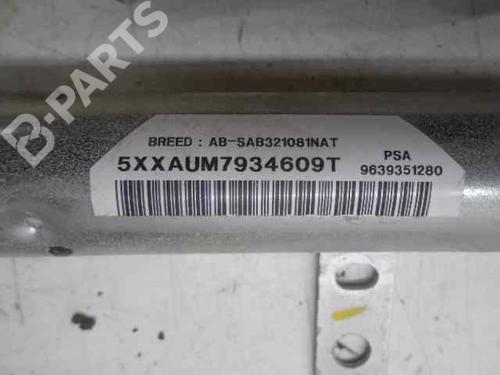 B-PARTS
BREED : AB-SAB321081NAT
5XXAUM7934609T
PSA
9639351280